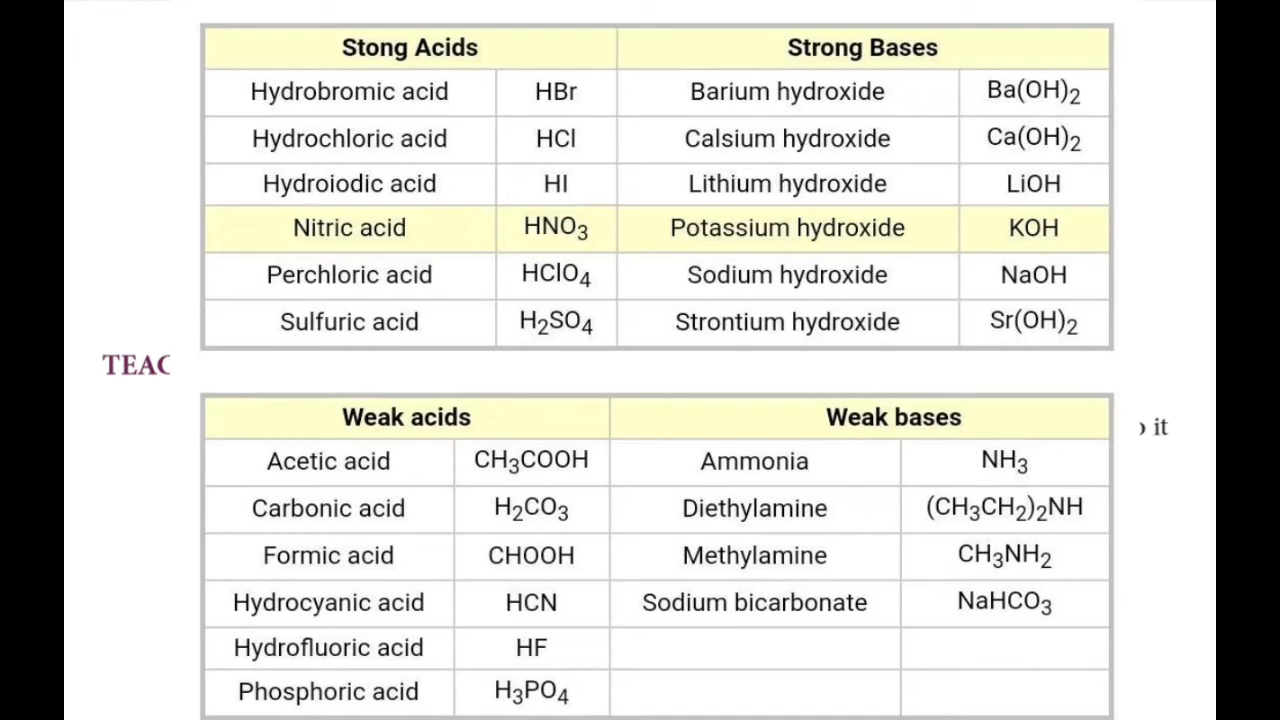 Stong Acids Strong Bases
Hydrobromic acid HBr Barium hydroxide Ba(OH)₂
Hydrochloric acid HCl Calsium hydroxide Ca(OH)₂
Hydroiodic acid HI Lithium hydroxide LiOH
Nitric acid HNO₃ Potassium hydroxide KOH
Perchloric acid HClO₄ Sodium hydroxide NaOH
Sulfuric acid H₂SO₄ Strontium hydroxide Sr(OH)₂
Weak acids Weak bases
it
Acetic acid CH₃COOH Ammonia NH₃
Carbonic acid H₂CO₃ Diethylamine (CH₃CH₂)₂NH
Formic acid CHOOH Methylamine CH₃NH₂
Hydrocyanic acid HCN Sodium bicarbonate NaHCO₃
Hydrofluoric acid HF
Phosphoric acid H₃PO₄